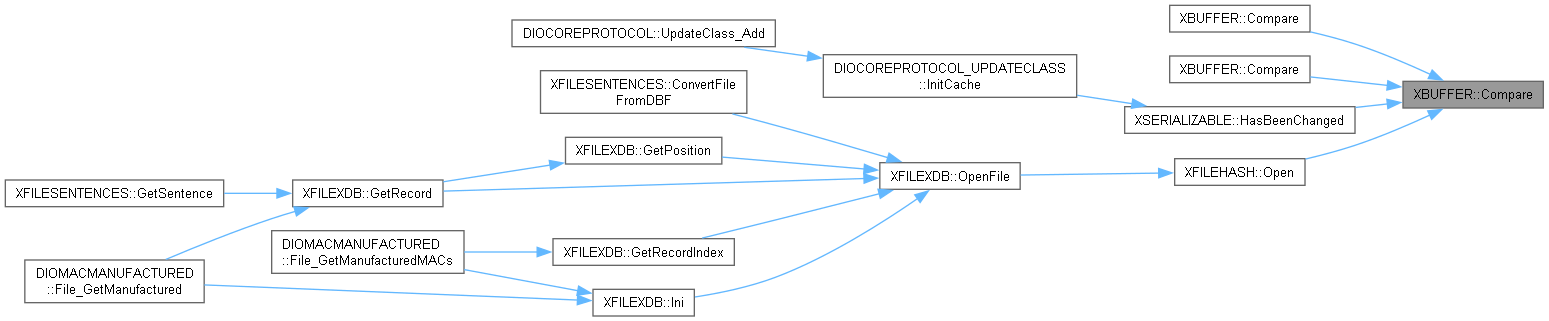 XBUFFER::Compare
DIOCOREPROTOCOL::UpdateClass_Add
DIOCOREPROTOCOL_UPDATECLASS
::InitCache
XBUFFER::Compare
XFILESENTENCES::ConvertFile
FromDBF
XBUFFER::Compare
XSERIALIZABLE::HasBeenChanged
XFILEXDB::GetPosition
XFILEHASH::Open
XFILEXDB::OpenFile
XFILESENTENCES::GetSentence
XFILEXDB::GetRecord
DIOMACMANUFACTURED
::File_GetManufacturedMACs
XFILEXDB::GetRecordIndex
DIOMACMANUFACTURED
::File_GetManufactured
XFILEXDB::Ini